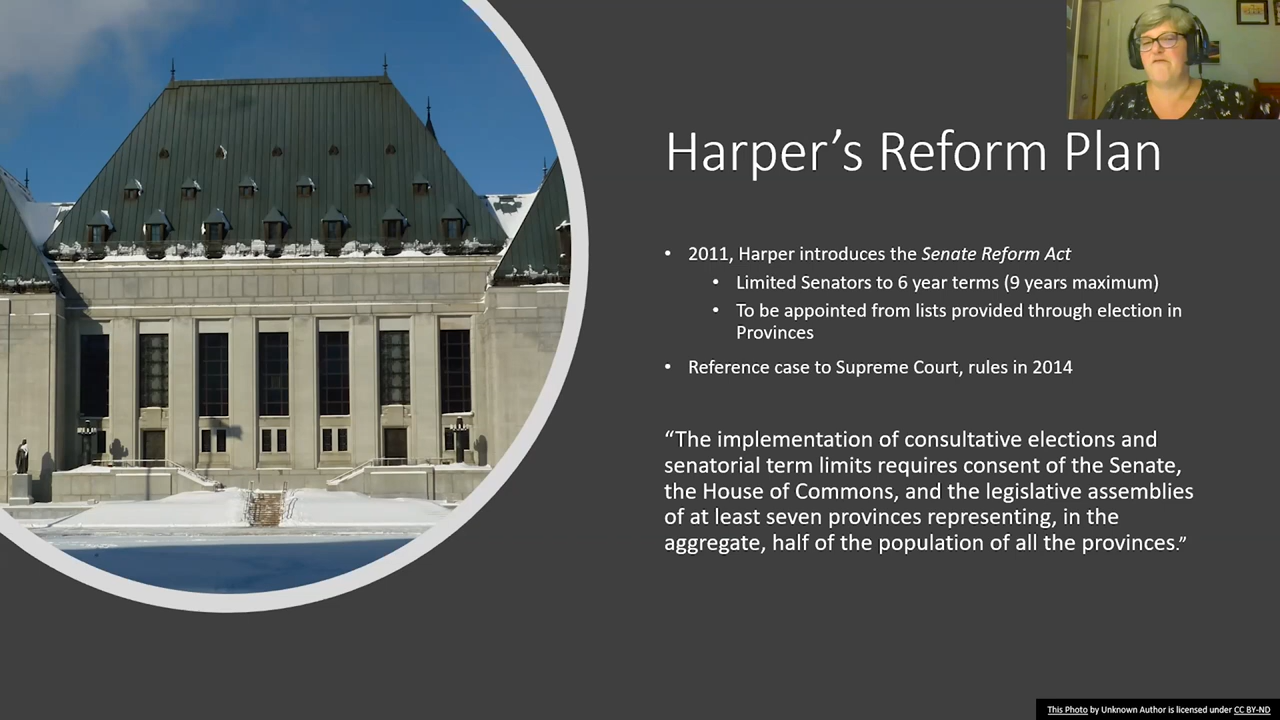 Harper’s Reform Plan
• 2011, Harper introduces the Senate Reform Act
• Limited Senators to 6 year terms (9 years maximum)
• To be appointed from lists provided through election in
Provinces
• Reference case to Supreme Court, rules in 2014
“The implementation of consultative elections and
senatorial term limits requires consent of the Senate,
the House of Commons, and the legislative assemblies
of at least seven provinces representing, in the
aggregate, half of the population of all the provinces.”
This Photo by Unknown Author is licensed under CC BY-ND